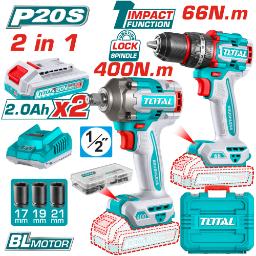 P20S
IMPACT
FUNCTION
66N.m
2 in 1
LOCK
SPINDLE
400N.m
2.0Ah x2
TOTAL
TOTAL
1/2"
17
mm
19
mm
21
mm
BL MOTOR
TOTAL